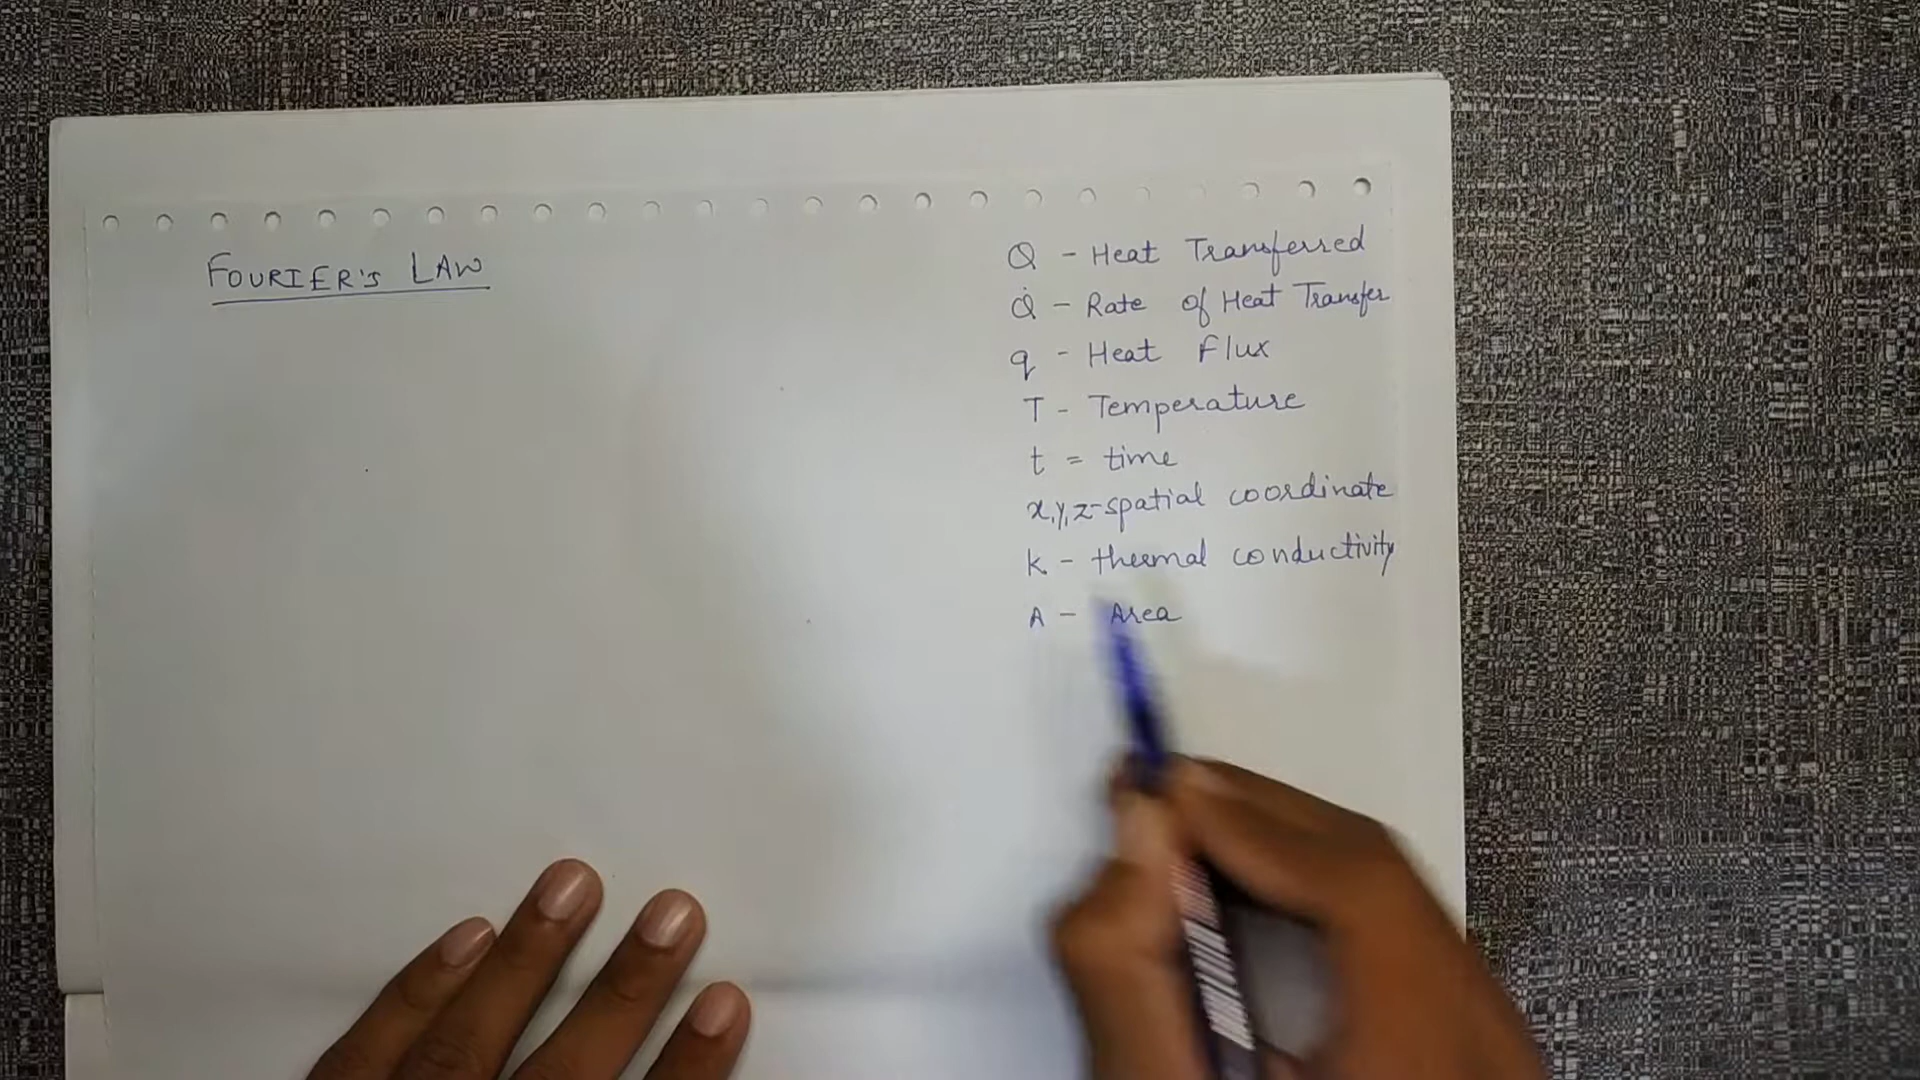 FOURIER'S LAW
Q - Heat Transferred
Q̇ - Rate of Heat Transfer
q - Heat Flux
T - Temperature
t = time
x,y,z-spatial coordinate
k - thermal conductivity
A - Area